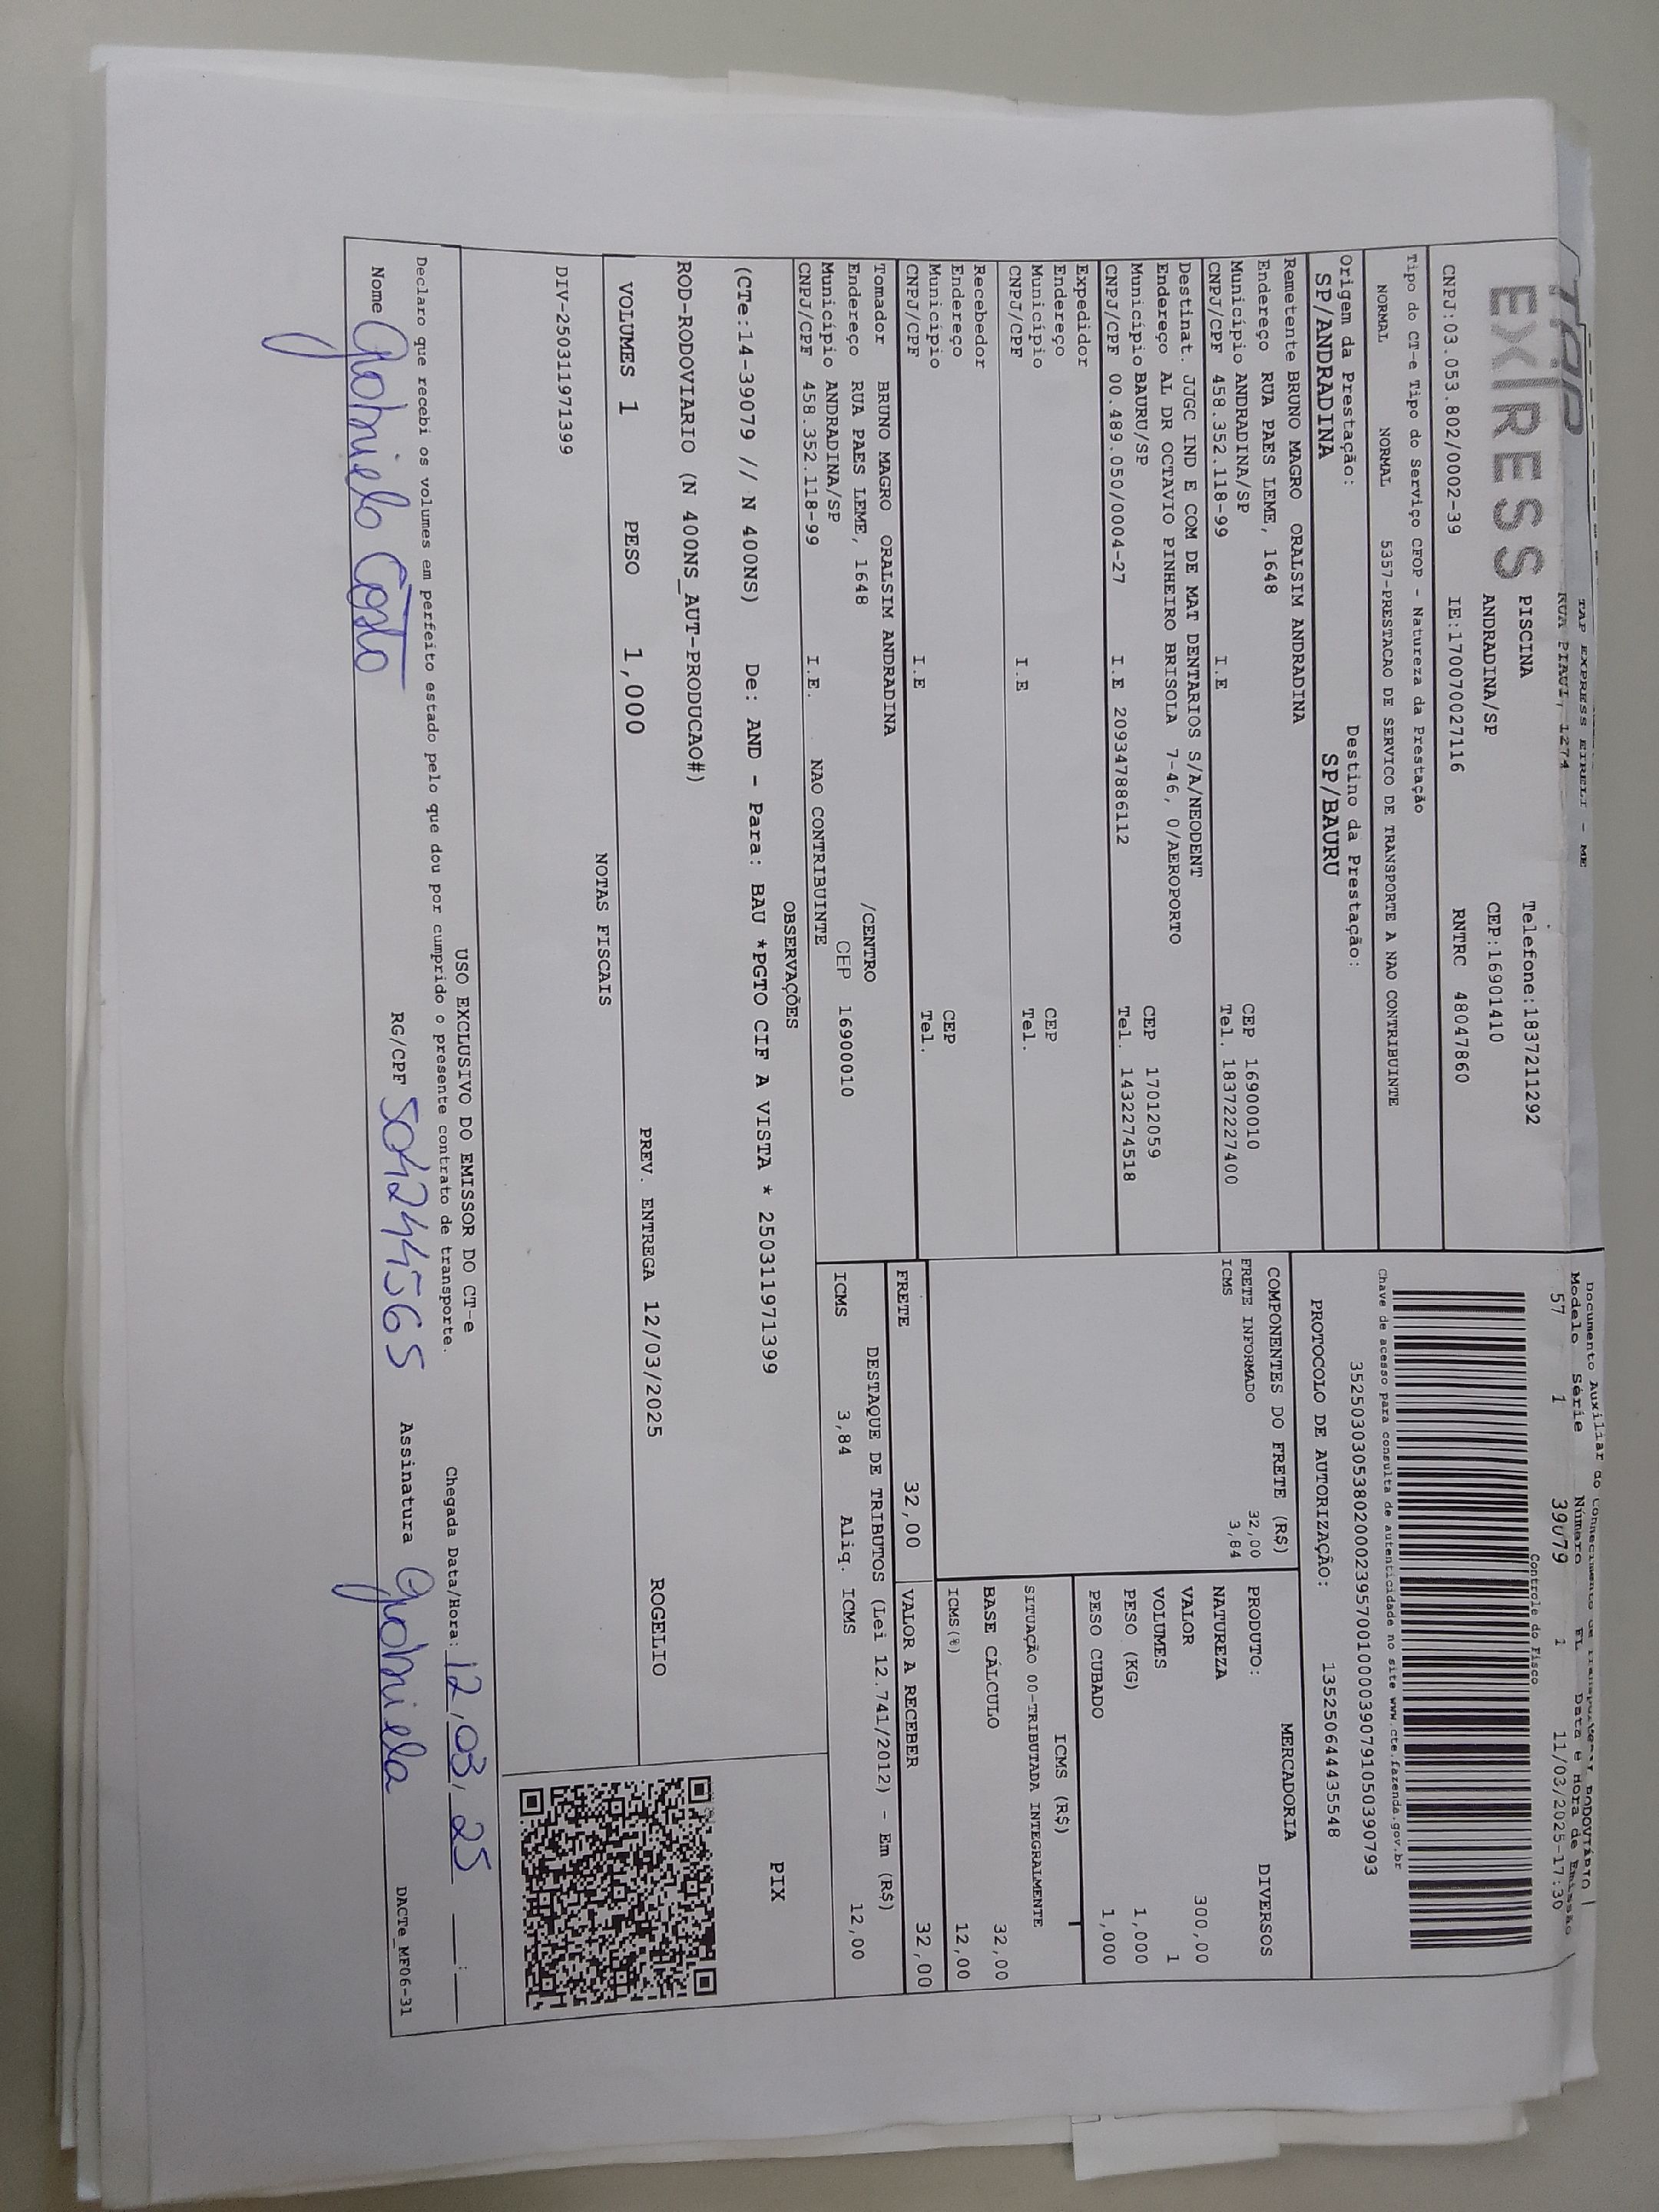 TAP
EXPRESS
TAP EXPRESS EIRELI - ME
RUA PIAUI, 1274
PISCINA Telefone:1837211292
ANDRADINA/SP CEP:16901410
CNPJ:03.053.802/0002-39 IE:170070027116 RNTRC 48047860
Tipo do CT-e Tipo do Serviço CFOP - Natureza da Prestação
NORMAL NORMAL 5357-PRESTACAO DE SERVICO DE TRANSPORTE A NAO CONTRIBUINTE
Origem da Prestação: Destino da Prestação:
SP/ANDRADINA SP/BAURU
Documento Auxiliar do Conhecimento de Transporte RODOVIÁRIO
Modelo Série Número FL Data e Hora de Emissão
57 1 39079 1 11/03/2025-17:30
Controle do Fisco
Chave de acesso para consulta de autenticidade no site www.cte.fazenda.gov.br
35250303053802000239570010000390791050390793
PROTOCOLO DE AUTORIZAÇÃO: 135250644435548
Remetente BRUNO MAGRO ORALSIM ANDRADINA
Endereço RUA PAES LEME, 1648 CEP 16900010
Município ANDRADINA/SP Tel. 18372227400
CNPJ/CPF 458.352.118-99 I.E
Destinat. JJGC IND E COM DE MAT DENTARIOS S/A/NEODENT
Endereço AL DR OCTAVIO PINHEIRO BRISOLA 7-46, 0/AEROPORTO
Município BAURU/SP CEP 17012059
CNPJ/CPF 00.489.050/0004-27 I.E 209347886112 Tel. 1432274518
Expedidor
Endereço
Município CEP
CNPJ/CPF I.E Tel.
Recebedor
Endereço
Município CEP
CNPJ/CPF I.E Tel.
Tomador BRUNO MAGRO ORALSIM ANDRADINA
Endereço RUA PAES LEME, 1648 /CENTRO
Município ANDRADINA/SP CEP 16900010
CNPJ/CPF 458.352.118-99 I.E. NAO CONTRIBUINTE
COMPONENTES DO FRETE (R$)
FRETE INFORMADO 32,00
ICMS 3,84
MERCADORIA
PRODUTO: DIVERSOS
NATUREZA
VALOR 300,00
VOLUMES 1
PESO (KG) 1,000
PESO CUBADO 1,000
ICMS (R$)
SITUAÇÃO 00-TRIBUTADA INTEGRALMENTE
BASE CÁLCULO 32,00
ICMS(%) 12,00
FRETE 32,00 VALOR A RECEBER 32,00
DESTAQUE DE TRIBUTOS (Lei 12.741/2012) - Em (R$)
ICMS 3,84 Aliq. ICMS 12,00
OBSERVAÇÕES
(CTe:14-39079 // N 400NS) De: AND - Para: BAU *PGTO CIF A VISTA * 250311971399
ROD-RODOVIARIO (N 400NS_AUT-PRODUCAO#)
PIX
VOLUMES 1 PESO 1,000 PREV. ENTREGA 12/03/2025 ROGELIO
NOTAS FISCAIS
DIV-250311971399
USO EXCLUSIVO DO EMISSOR DO CT-e
Declaro que recebi os volumes em perfeito estado pelo que dou por cumprido o presente contrato de transporte.
Chegada Data/Hora: 12/03/25 __:__
Nome Gabriela Costa RG/CPF 504244565 Assinatura Gabriela
DACTe_MF06-31